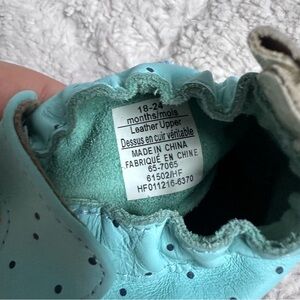 18-24
months/mois
Leather Upper
Dessus en cuir véritable
MADE IN CHINA
FABRIQUÉ EN CHINE
65-7065
61502/HF
HF011216-6370